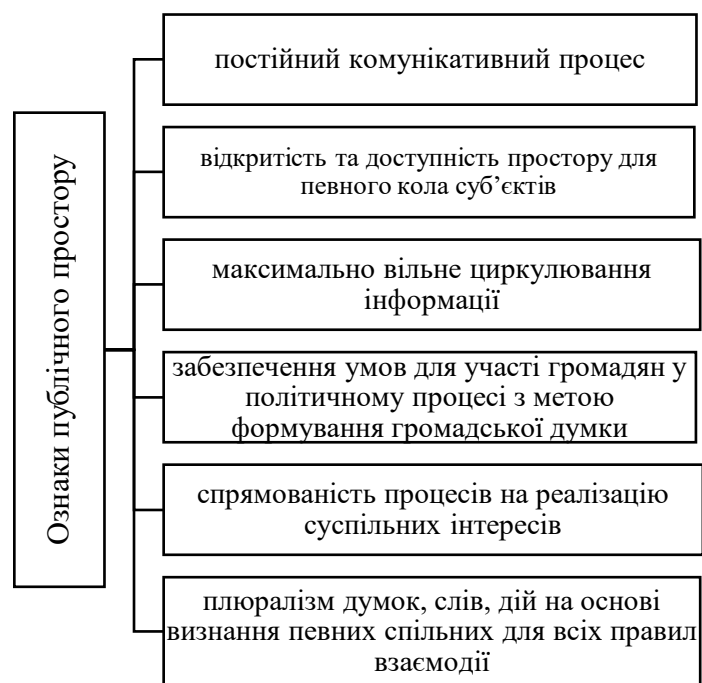 Ознаки публічного простору
постійний комунікативний процес
відкритість та доступність простору для
певного кола суб’єктів
максимально вільне циркулювання
інформації
забезпечення умов для участі громадян у
політичному процесі з метою
формування громадської думки
спрямованість процесів на реалізацію
суспільних інтересів
плюралізм думок, слів, дій на основі
визнання певних спільних для всіх правил
взаємодії